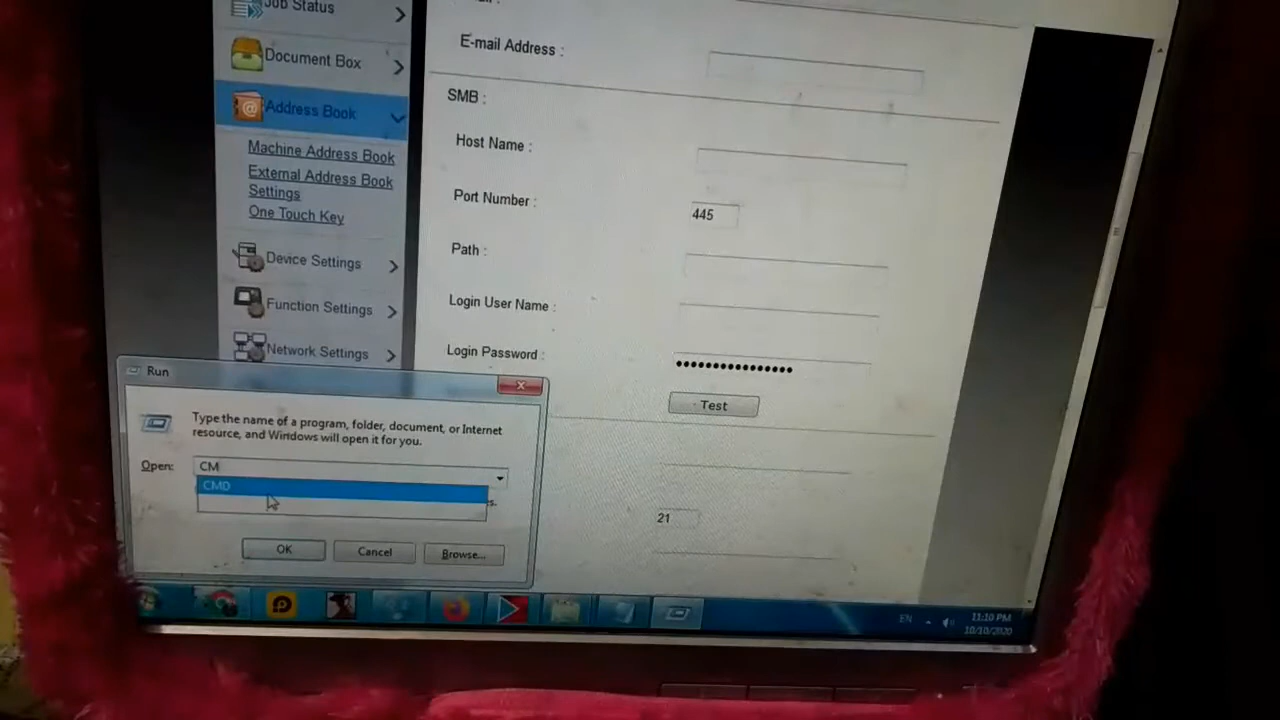 Job Status
Document Box
Address Book
Machine Address Book
External Address Book
Settings
One Touch Key
Device Settings
Function Settings
Network Settings
E-mail Address :
SMB :
Host Name :
Port Number :
445
Path :
Login User Name :
Login Password :
••••••••••••••••
Test
21
Run
Type the name of a program, folder, document, or Internet
resource, and Windows will open it for you.
Open:
CM
CMD
OK
Cancel
Browse...
EN
11:10 PM
10/10/2020